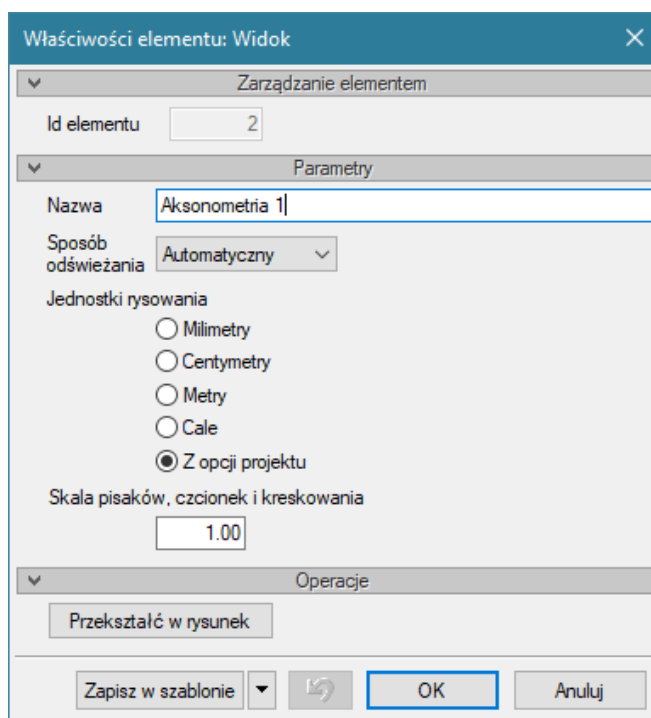 Właściwości elementu: Widok
Zarządzanie elementem
Id elementu 2
Parametry
Nazwa Aksonometria 1
Sposób
odświeżania Automatyczny
Jednostki rysowania
Milimetry
Centymetry
Metry
Cale
Z opcji projektu
Skala pisaków, czcionek i kreskowania
1.00
Operacje
Przekształć w rysunek
Zapisz w szablonie OK Anuluj